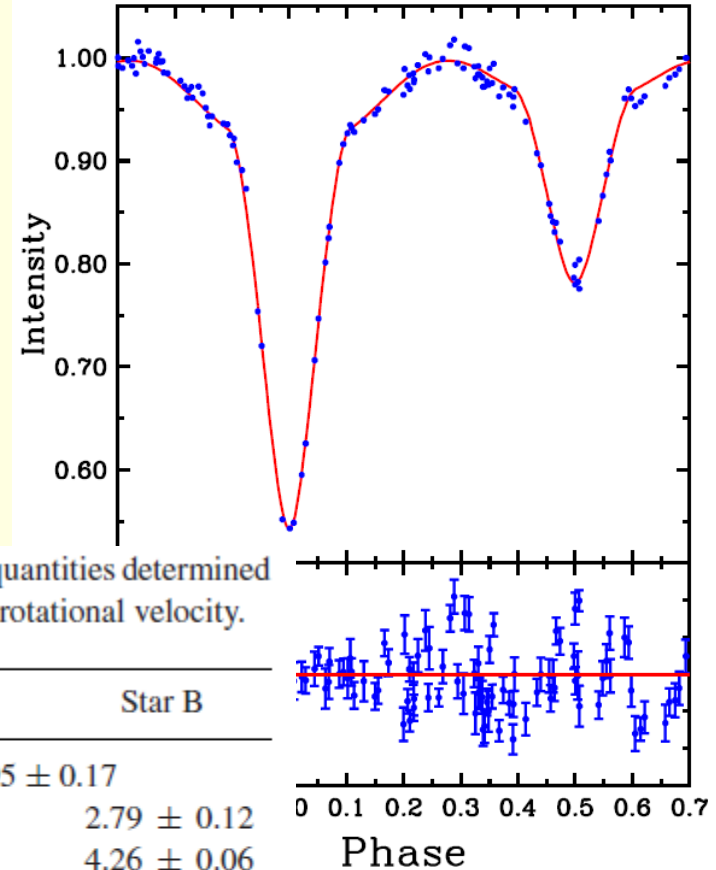 1.00
0.90
0.80
0.70
0.60
Intensity
quantities determined
rotational velocity.
Star B
5 ± 0.17
2.79 ± 0.12
4.26 ± 0.06
0 0.1 0.2 0.3 0.4 0.5 0.6 0.7
Phase